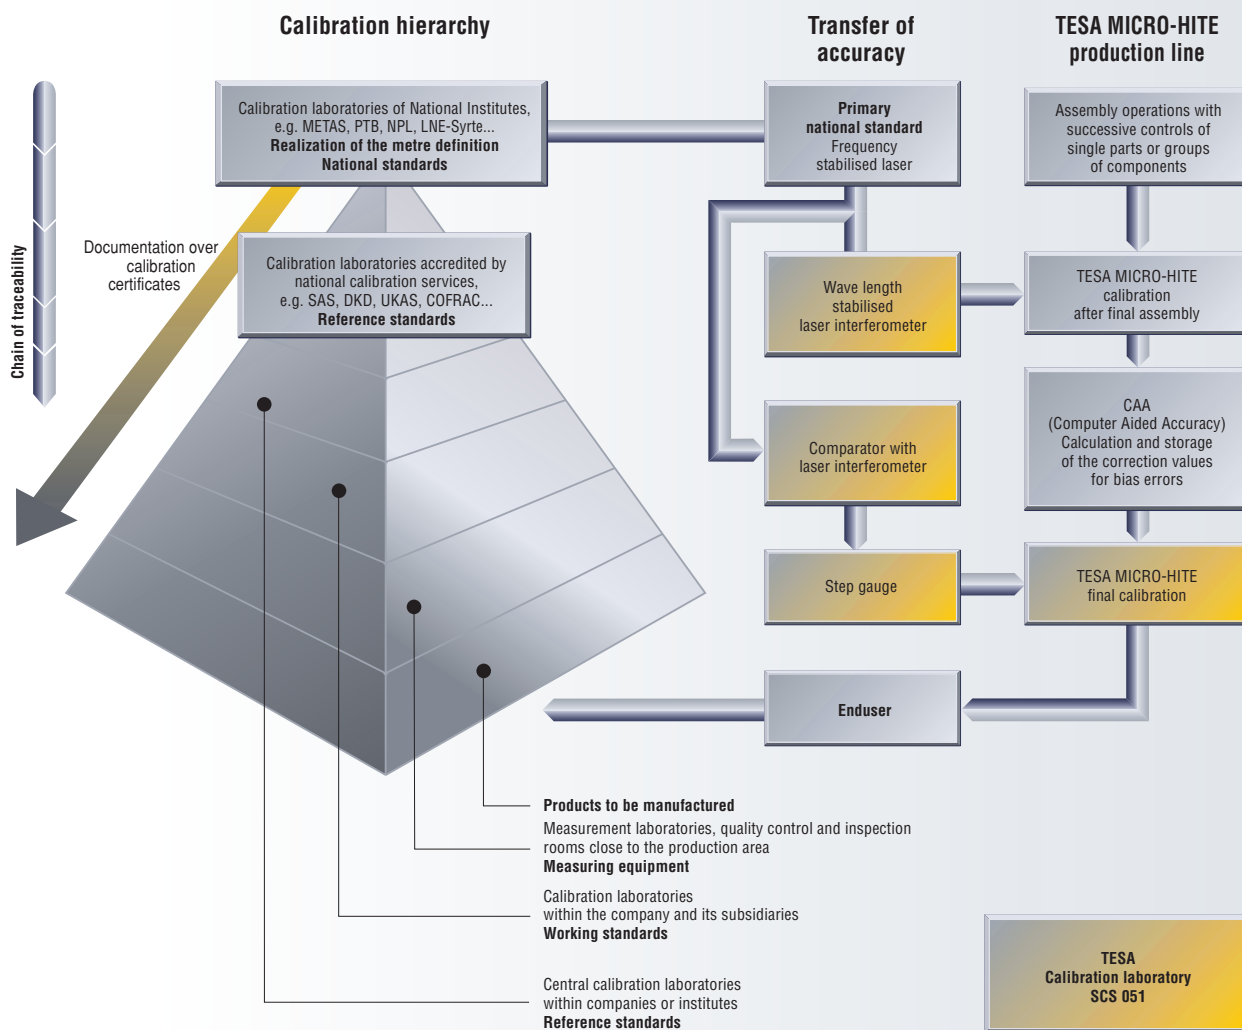 Calibration hierarchy
Transfer of
accuracy
TESA MICRO-HITE
production line
Chain of traceability
Documentation over
calibration
certificates
Calibration laboratories of National Institutes,
e.g. METAS, PTB, NPL, LNE-Syrte...
Realization of the metre definition
National standards
Calibration laboratories accredited by
national calibration services,
e.g. SAS, DKD, UKAS, COFRAC...
Reference standards
Primary
national standard
Frequency
stabilised laser
Wave length
stabilised
laser interferometer
Comparator with
laser interferometer
Step gauge
Enduser
Assembly operations with
successive controls of
single parts or groups
of components
TESA MICRO-HITE
calibration
after final assembly
CAA
(Computer Aided Accuracy)
Calculation and storage
of the correction values
for bias errors
TESA MICRO-HITE
final calibration
Products to be manufactured
Measurement laboratories, quality control and inspection
rooms close to the production area
Measuring equipment
Calibration laboratories
within the company and its subsidiaries
Working standards
Central calibration laboratories
within companies or institutes
Reference standards
TESA
Calibration laboratory
SCS 051